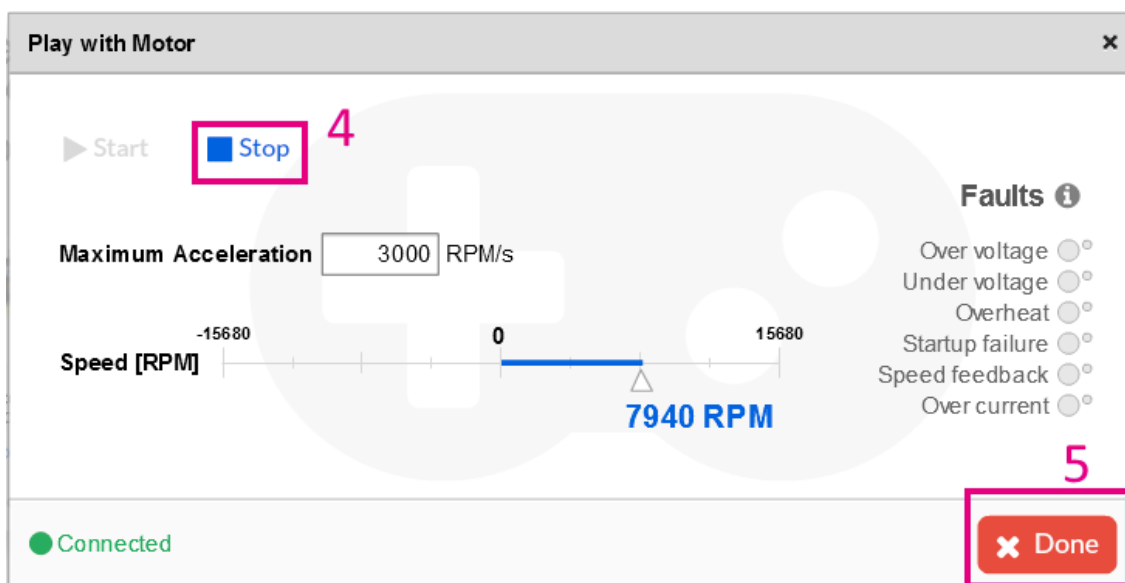 Play with Motor ×
Start Stop 4
Faults i
Maximum Acceleration 3000 RPM/s
Over voltage
Under voltage
Overheat
Startup failure
Speed feedback
Over current
-15680 0 15680
Speed [RPM]
7940 RPM
5
Connected
Done